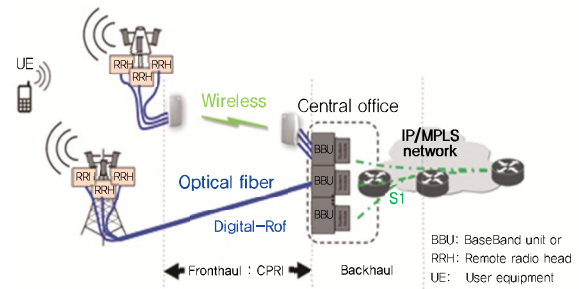 UE
RRH
RRH
RRH
Wireless
Central office
IP/MPLS
network
BBU
BBU
BBU
RRH
RRH
RRH
Optical fiber
Digital-Rof
S1
Fronthaul : CPRI
Backhaul
BBU: BaseBand unit or
RRH: Remote radio head
UE: User equipment